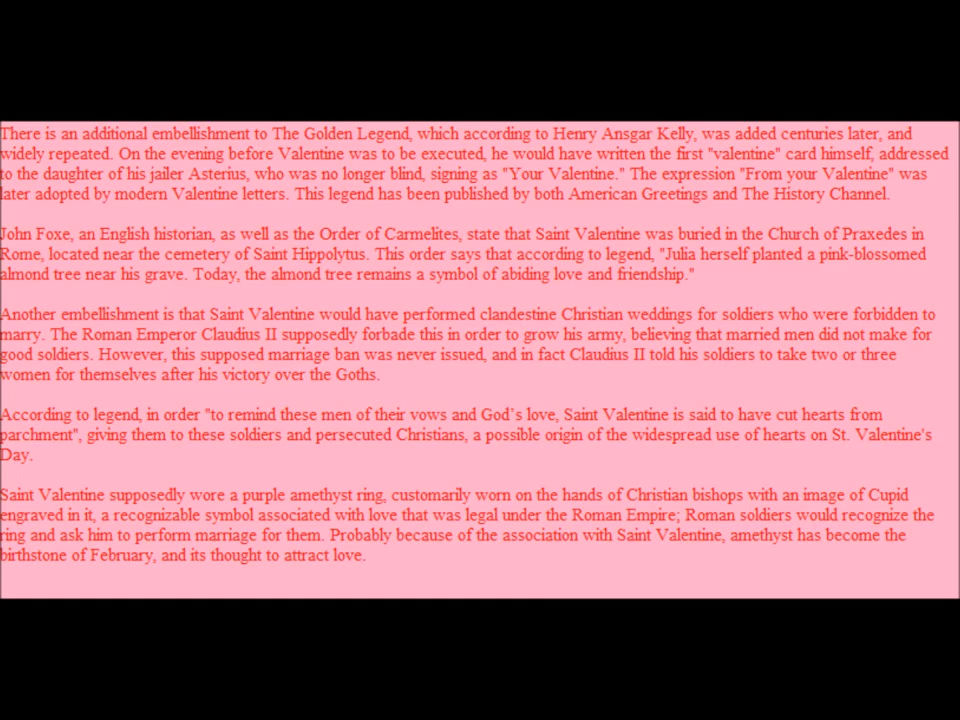 There is an additional embellishment to The Golden Legend, which according to Henry Ansgar Kelly, was added centuries later, and
widely repeated. On the evening before Valentine was to be executed, he would have written the first "valentine" card himself, addressed
to the daughter of his jailer Asterius, who was no longer blind, signing as "Your Valentine." The expression "From your Valentine" was
later adopted by modern Valentine letters. This legend has been published by both American Greetings and The History Channel.
John Foxe, an English historian, as well as the Order of Carmelites, state that Saint Valentine was buried in the Church of Praxedes in
Rome, located near the cemetery of Saint Hippolytus. This order says that according to legend, "Julia herself planted a pink-blossomed
almond tree near his grave. Today, the almond tree remains a symbol of abiding love and friendship."
Another embellishment is that Saint Valentine would have performed clandestine Christian weddings for soldiers who were forbidden to
marry. The Roman Emperor Claudius II supposedly forbade this in order to grow his army, believing that married men did not make for
good soldiers. However, this supposed marriage ban was never issued, and in fact Claudius II told his soldiers to take two or three
women for themselves after his victory over the Goths.
According to legend, in order "to remind these men of their vows and God's love, Saint Valentine is said to have cut hearts from
parchment", giving them to these soldiers and persecuted Christians, a possible origin of the widespread use of hearts on St. Valentine's
Day.
Saint Valentine supposedly wore a purple amethyst ring, customarily worn on the hands of Christian bishops with an image of Cupid
engraved in it, a recognizable symbol associated with love that was legal under the Roman Empire; Roman soldiers would recognize the
ring and ask him to perform marriage for them. Probably because of the association with Saint Valentine, amethyst has become the
birthstone of February, and its thought to attract love.